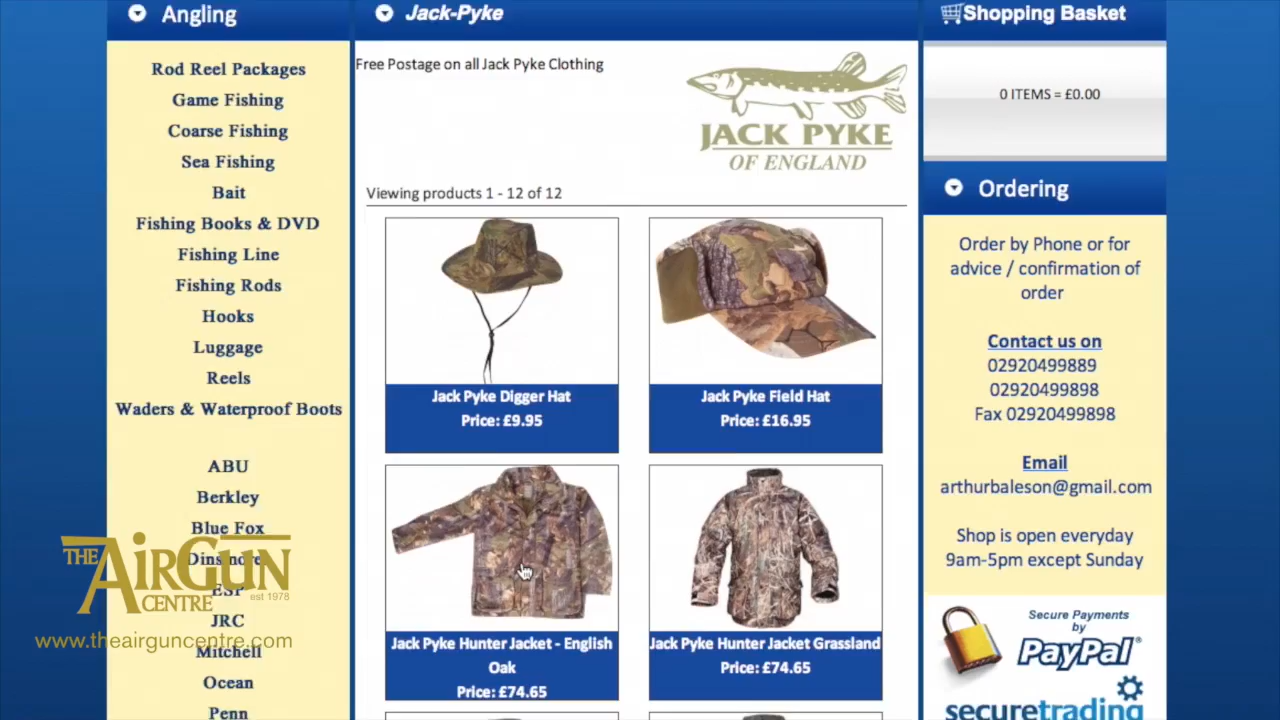 Angling
Rod Reel Packages
Game Fishing
Coarse Fishing
Sea Fishing
Bait
Fishing Books & DVD
Fishing Line
Fishing Rods
Hooks
Luggage
Reels
Waders & Waterproof Boots
ABU
Berkley
Blue Fox
Dinsmore
ESP
JRC
Mitchell
Ocean
Penn
THE AIRGUN CENTRE
est 1978
www.theairguncentre.com
Jack-Pyke
Free Postage on all Jack Pyke Clothing
JACK PYKE
OF ENGLAND
Viewing products 1 - 12 of 12
Jack Pyke Digger Hat
Price: £9.95
Jack Pyke Field Hat
Price: £16.95
Jack Pyke Hunter Jacket - English
Oak
Price: £74.65
Jack Pyke Hunter Jacket Grassland
Price: £74.65
Shopping Basket
0 ITEMS = £0.00
Ordering
Order by Phone or for
advice / confirmation of
order
Contact us on
02920499889
02920499898
Fax 02920499898
Email
arthurbaleson@gmail.com
Shop is open everyday
9am-5pm except Sunday
Secure Payments
by
PayPal
securetrading